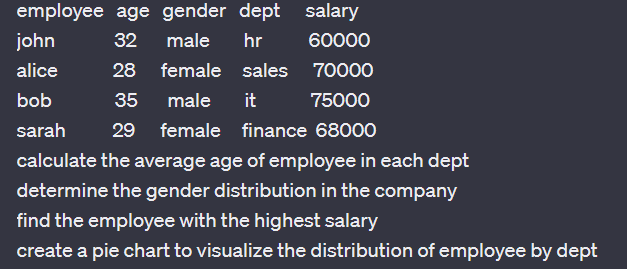 employee age gender dept salary
john 32 male hr 60000
alice 28 female sales 70000
bob 35 male it 75000
sarah 29 female finance 68000
calculate the average age of employee in each dept
determine the gender distribution in the company
find the employee with the highest salary
create a pie chart to visualize the distribution of employee by dept